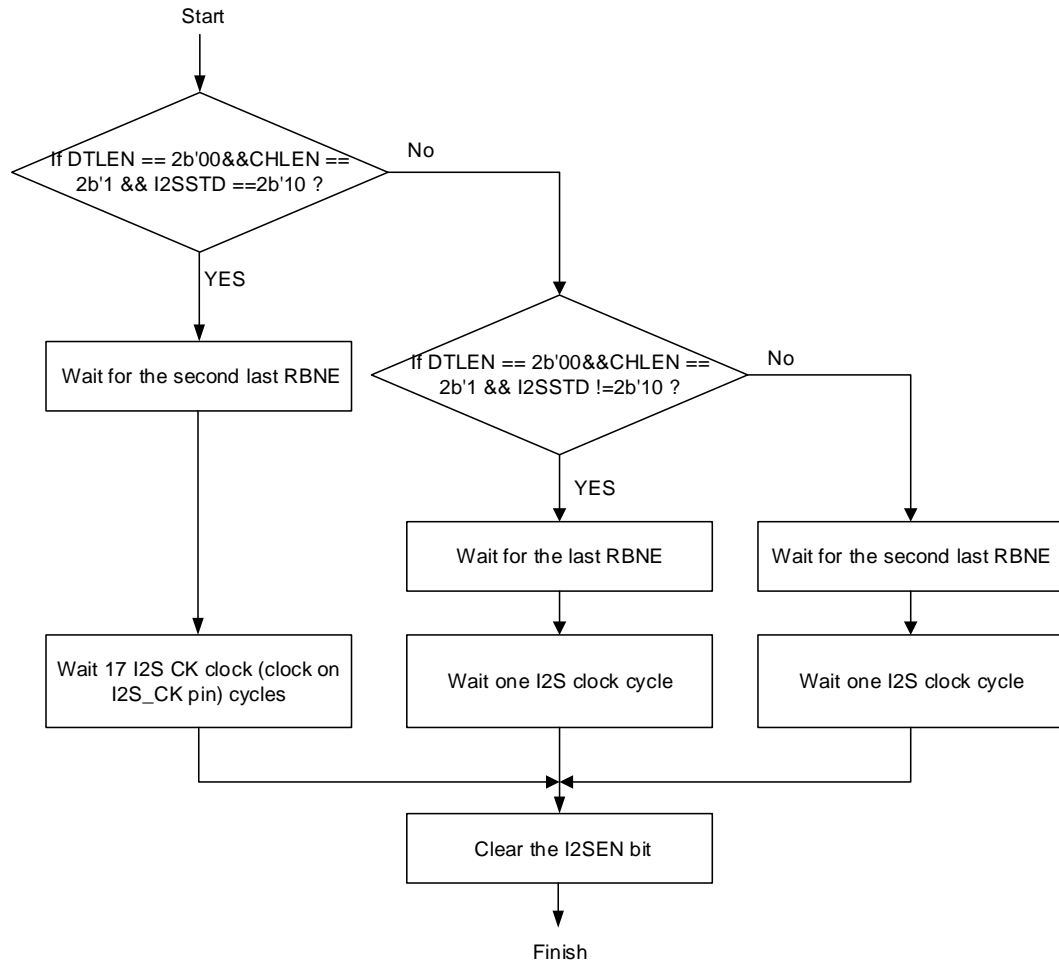 Start
If DTLEN == 2b'00&&CHLEN ==
2b'1 && I2SSTD ==2b'10 ?
No
YES
Wait for the second last RBNE
If DTLEN == 2b'00&&CHLEN ==
2b'1 && I2SSTD !=2b'10 ?
No
YES
Wait for the last RBNE
Wait for the second last RBNE
Wait 17 I2S CK clock (clock on
I2S_CK pin) cycles
Wait one I2S clock cycle
Wait one I2S clock cycle
Clear the I2SEN bit
Finish